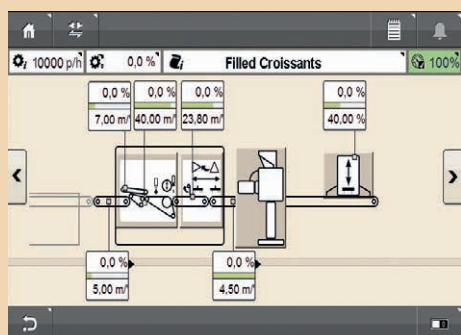 10000 p/h 0,0 % Filled Croissants 100%
0,0 % 0,0 % 0,0 % 0,0 %
7,00 m/' 40,00 m/' 23,80 m/' 40,00 %
0,0 % 0,0 %
5,00 m/' 4,50 m/'